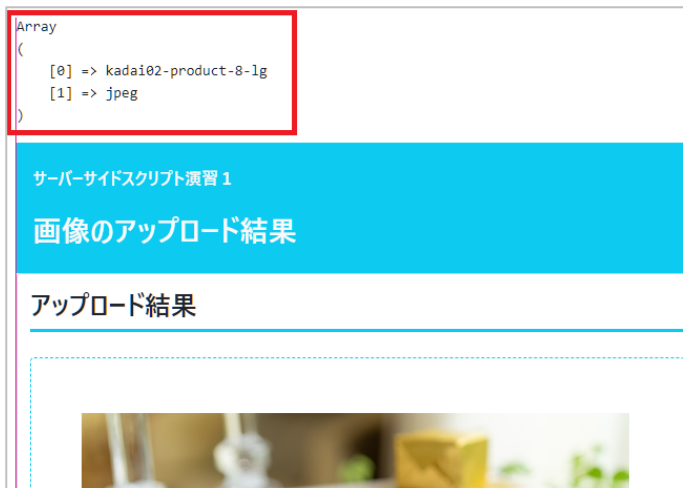 Array
(
[0] => kadai02-product-8-lg
[1] => jpeg
)
サーバーサイドスクリプト演習 1
画像のアップロード結果
アップロード結果